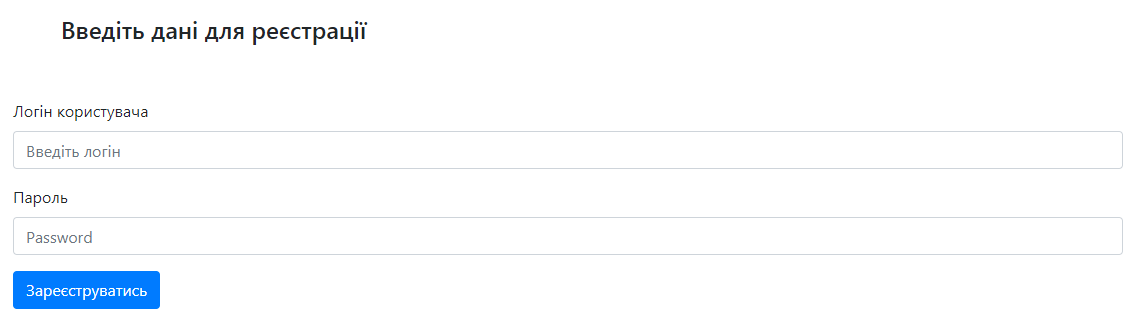 Введіть дані для реєстрації
Логін користувача
Введіть логін
Пароль
Password
Зареєструватись